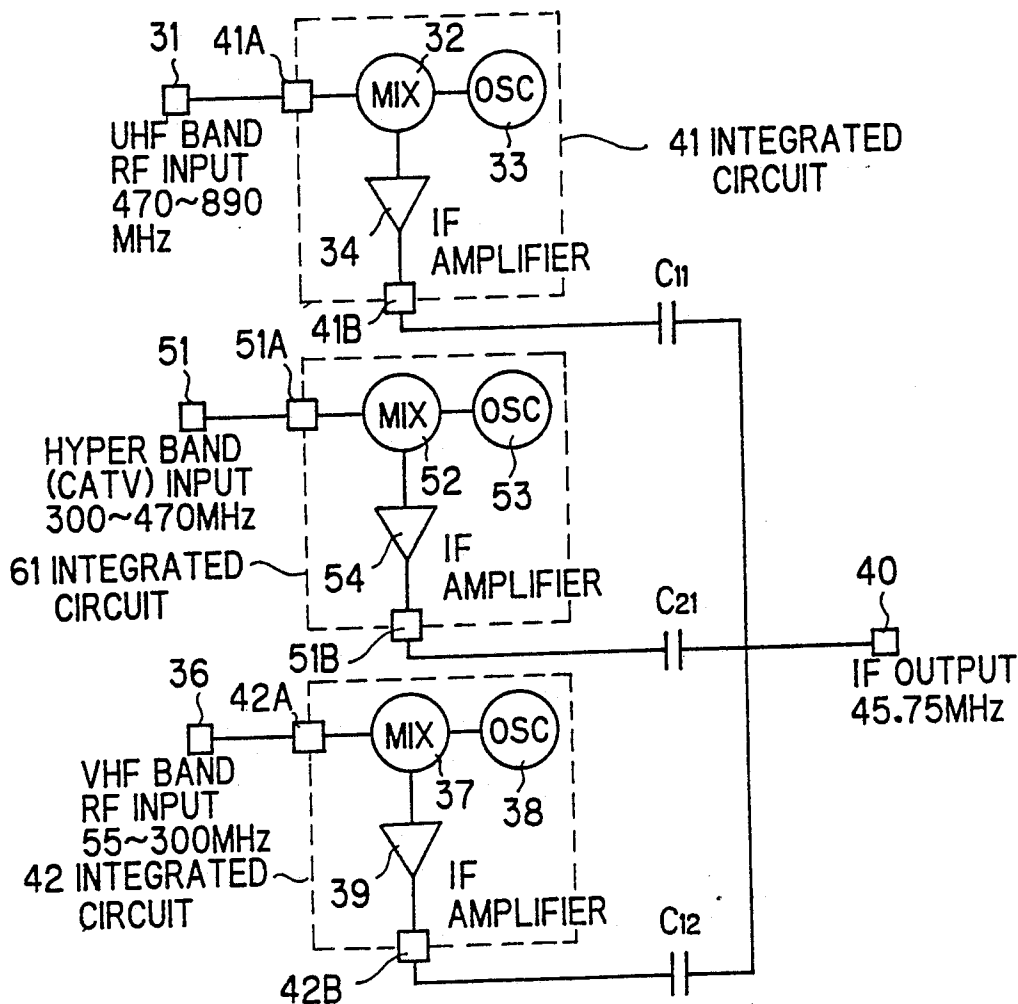 31
41A
32
MIX
OSC
33
UHF BAND
RF INPUT
470~890
MHz
34
IF
AMPLIFIER
41 INTEGRATED
CIRCUIT
41B
C11
51
51A
MIX
OSC
52
53
HYPER BAND
(CATV) INPUT
300~470MHz
54
IF
AMPLIFIER
61 INTEGRATED
CIRCUIT
51B
C21
40
IF OUTPUT
45.75MHz
36
42A
MIX
OSC
37
38
VHF BAND
RF INPUT
55~300MHz
39
IF
AMPLIFIER
42 INTEGRATED
CIRCUIT
42B
C12